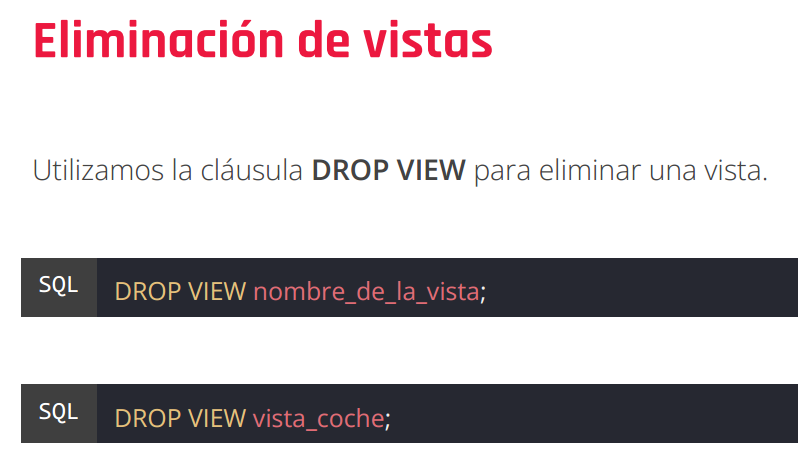 Eliminación de vistas
Utilizamos la cláusula DROP VIEW para eliminar una vista.
SQL DROP VIEW nombre_de_la_vista;
SQL DROP VIEW vista_coche;